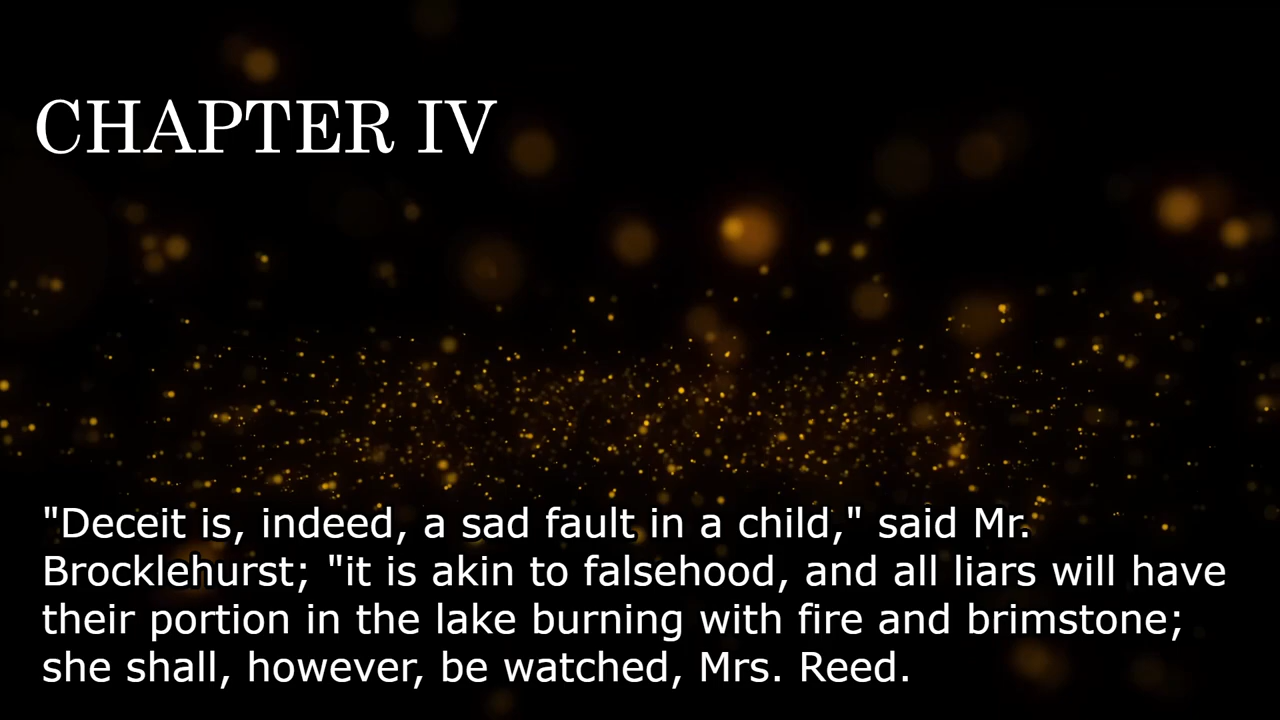 CHAPTER IV
"Deceit is, indeed, a sad fault in a child," said Mr.
Brocklehurst; "it is akin to falsehood, and all liars will have
their portion in the lake burning with fire and brimstone;
she shall, however, be watched, Mrs. Reed.